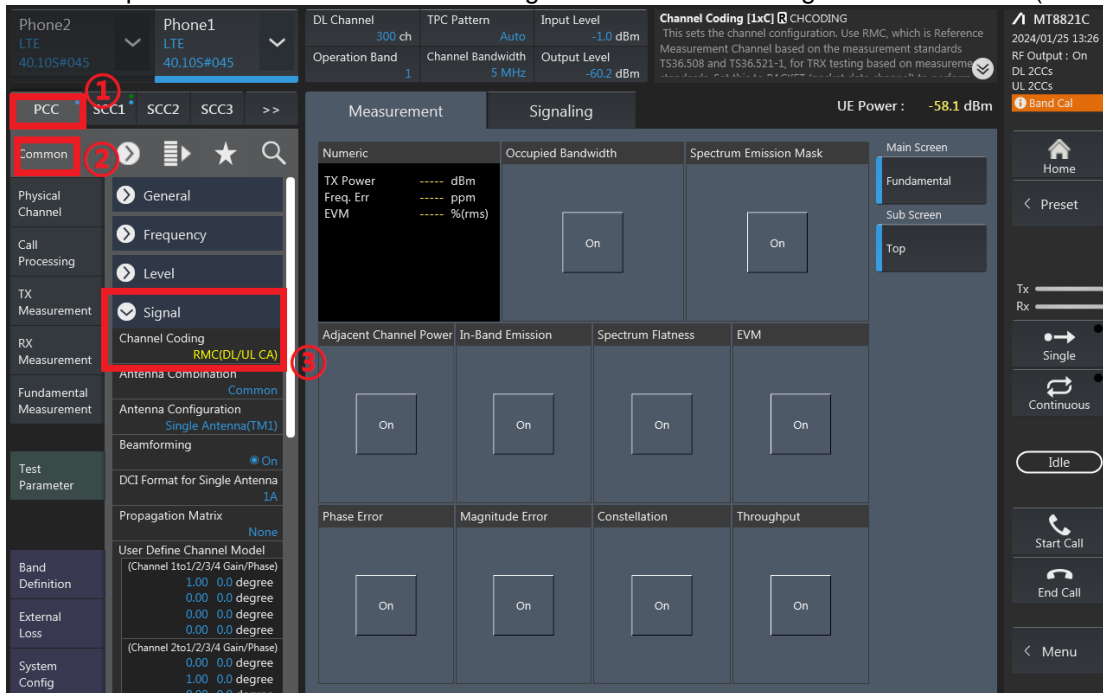 Phone2
LTE
40.10S#045
Phone1
LTE
40.10S#045
DL Channel
300 ch
TPC Pattern
Auto
Input Level
-1.0 dBm
Operation Band
1
Channel Bandwidth
5 MHz
Output Level
-60.2 dBm
Channel Coding [1xC] R CHCODING
This sets the channel configuration. Use RMC, which is Reference
Measurement Channel based on the measurement standards
TS36.508 and TS36.521-1, for TRX testing based on measureme
MT8821C
2024/01/25 13:26
RF Output : On
DL 2CCs
UL 2CCs
Band Cal
①
PCC
SCC1
SCC2
SCC3
>>
Measurement
Signaling
UE Power : -58.1 dBm
②
Common
Physical
Channel
Call
Processing
TX
Measurement
RX
Measurement
Fundamental
Measurement
Test
Parameter
Band
Definition
External
Loss
System
Config
General
Frequency
Level
Signal
Channel Coding
RMC(DL/UL CA)
③
Antenna Combination
Common
Antenna Configuration
Single Antenna(TM1)
Beamforming
On
DCI Format for Single Antenna
1A
Propagation Matrix
None
User Define Channel Model
(Channel 1to1/2/3/4 Gain/Phase)
1.00 0.0 degree
0.00 0.0 degree
0.00 0.0 degree
0.00 0.0 degree
(Channel 2to1/2/3/4 Gain/Phase)
0.00 0.0 degree
1.00 0.0 degree
Numeric
TX Power ----- dBm
Freq. Err ----- ppm
EVM ----- %(rms)
Occupied Bandwidth
On
Spectrum Emission Mask
On
Adjacent Channel Power
On
In-Band Emission
On
Spectrum Flatness
On
EVM
On
Phase Error
On
Magnitude Error
On
Constellation
On
Throughput
On
Main Screen
Fundamental
Sub Screen
Top
Home
< Preset
Tx
Rx
Single
Continuous
Idle
Start Call
End Call
< Menu